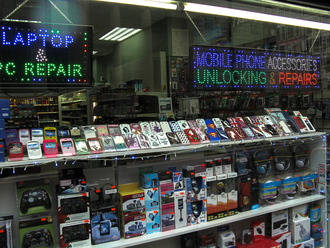 LAPTOP
&
PC REPAIR
MOBILE PHONE ACCESSORIES
UNLOCKING & REPAIRS